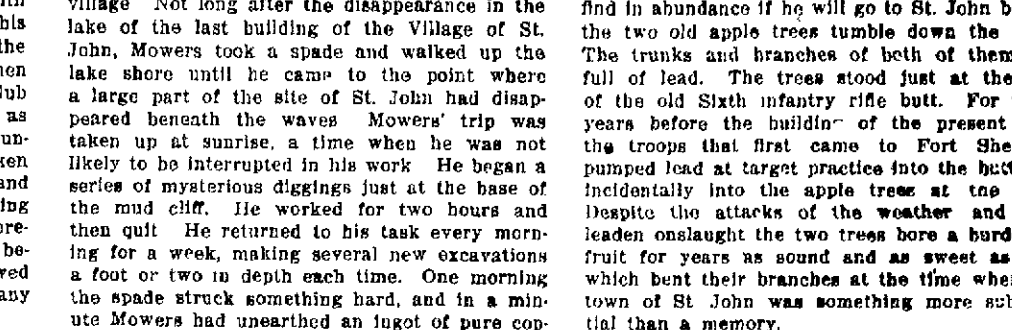 his
the
as
un-
and
ing
be-
any
village Not long after the disappearance in the
lake of the last building of the Village of St.
John, Mowers took a spade and walked up the
lake shore until he came to the point where
a large part of the site of St. John had disap-
peared beneath the waves Mowers' trip was
taken up at sunrise, a time when he was not
likely to be interrupted in his work He began a
series of mysterious diggings just at the base of
the mud cliff. He worked for two hours and
then quit He returned to his task every morn-
ing for a week, making several new excavations
a foot or two in depth each time. One morning
the spade struck something hard, and in a min-
ute Mowers had unearthed an ingot of pure cop-
find in abundance if he will go to St. John b
the two old apple trees tumble down the
The trunks and branches of both of them
full of lead. The trees stood just at the
of the old Sixth infantry rifle butt. For
years before the buildin of the present
the troops that first came to Fort She
pumped lead at target practice into the butt
incidentally into the apple trees at the
Despite the attacks of the weather and
leaden onslaught the two trees bore a burd
fruit for years as sound and as sweet as
which bent their branches at the time whe
town of St John was something more sub
tial than a memory.